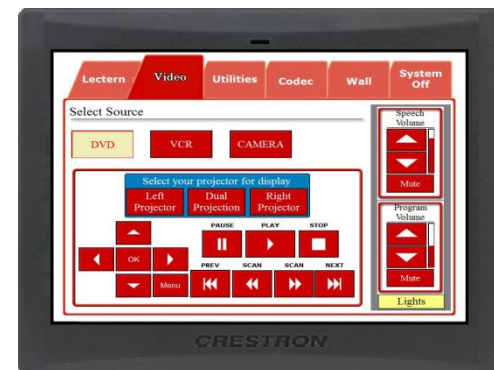 Lectern
Video
Utilities
Codec
Wall
System
Off
Select Source
DVD
VCR
CAMERA
Select your projector for display
Left
Projector
Dual
Projection
Right
Projector
PAUSE
PLAY
STOP
OK
Menu
PREV
SCAN
SCAN
NEXT
Speech
Volume
Mute
Program
Volume
Mute
Lights
CRESTRON